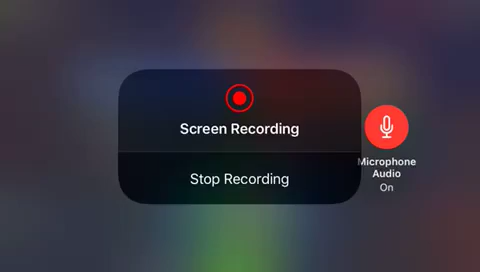 Screen Recording
Stop Recording
Microphone
Audio
On